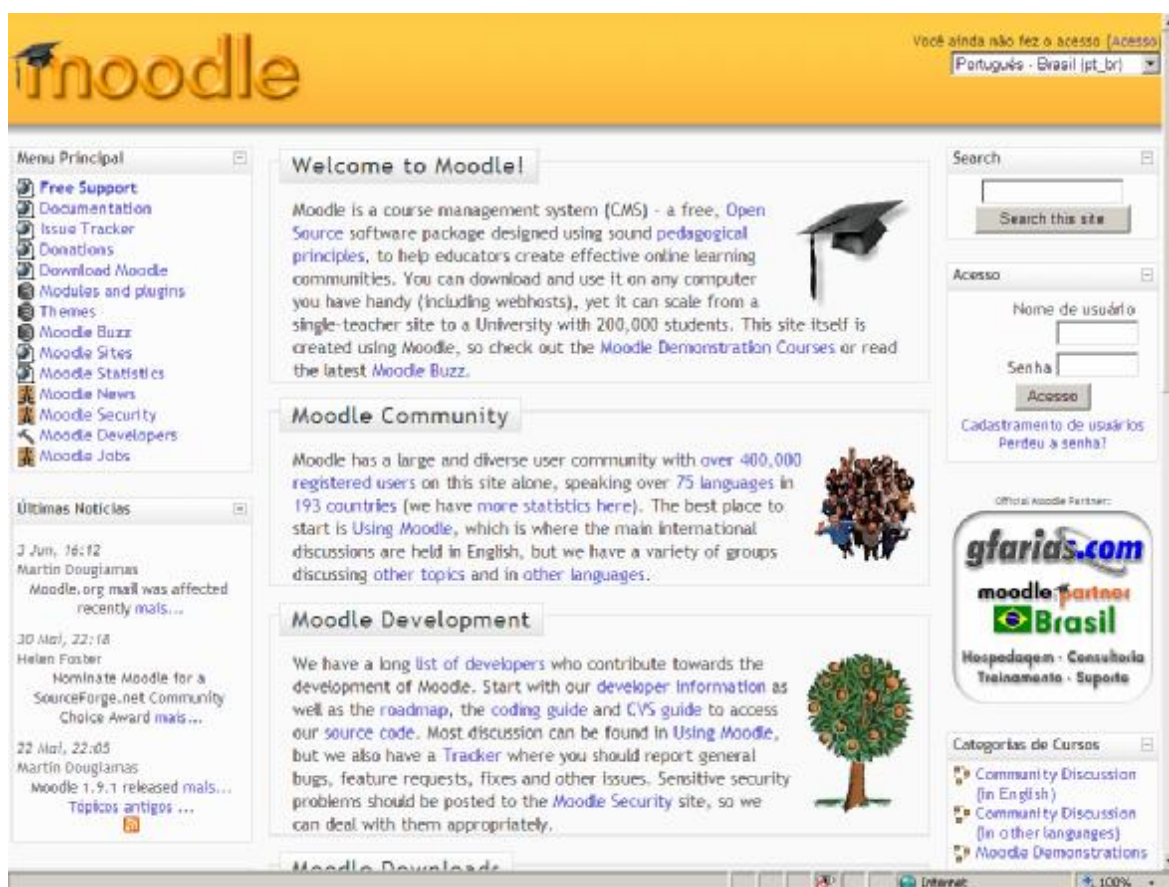 moodle
Você ainda não fez o acesso (Acesso)
Português - Brasil (pt_br)
Menu Principal
Free Support
Documentation
Issue Tracker
Donations
Download Moodle
Modules and plugins
Themes
Moodle Buzz
Moodle Sites
Moodle Statistics
Moodle News
Moodle Security
Moodle Developers
Moodle Jobs
Últimas Notícias
3 Jun, 16:12
Martin Dougiamas
Moodle.org mail was affected
recently mais...
30 Mai, 22:18
Helen Foster
Nominate Moodle for a
SourceForge.net Community
Choice Award mais...
22 Mai, 22:05
Martin Dougiamas
Moodle 1.9.1 released mais...
Tópicos antigos ...
Welcome to Moodle!
Moodle is a course management system (CMS) - a free, Open
Source software package designed using sound pedagogical
principles, to help educators create effective online learning
communities. You can download and use it on any computer
you have handy (including webhosts), yet it can scale from a
single-teacher site to a University with 200,000 students. This site itself is
created using Moodle, so check out the Moodle Demonstration Courses or read
the latest Moodle Buzz.
Moodle Community
Moodle has a large and diverse user community with over 400,000
registered users on this site alone, speaking over 75 languages in
193 countries (we have more statistics here). The best place to
start is Using Moodle, which is where the main international
discussions are held in English, but we have a variety of groups
discussing other topics and in other languages.
Moodle Development
We have a long list of developers who contribute towards the
development of Moodle. Start with our developer information as
well as the roadmap, the coding guide and CVS guide to access
our source code. Most discussion can be found in Using Moodle,
but we also have a Tracker where you should report general
bugs, feature requests, fixes and other issues. Sensitive security
problems should be posted to the Moodle Security site, so we
can deal with them appropriately.
Moodle Downloads
Search
Search this site
Acesso
Nome de usuário
Senha
Acesso
Cadastramento de usuários
Perdeu a senha?
Official Moodle Partner:
gfarias.com
moodle partner
Brasil
Hospedagem - Consultoria
Treinamento - Suporte
Categorias de Cursos
Community Discussion
(in English)
Community Discussion
(in other languages)
Moodle Demonstrations
Internet
100%